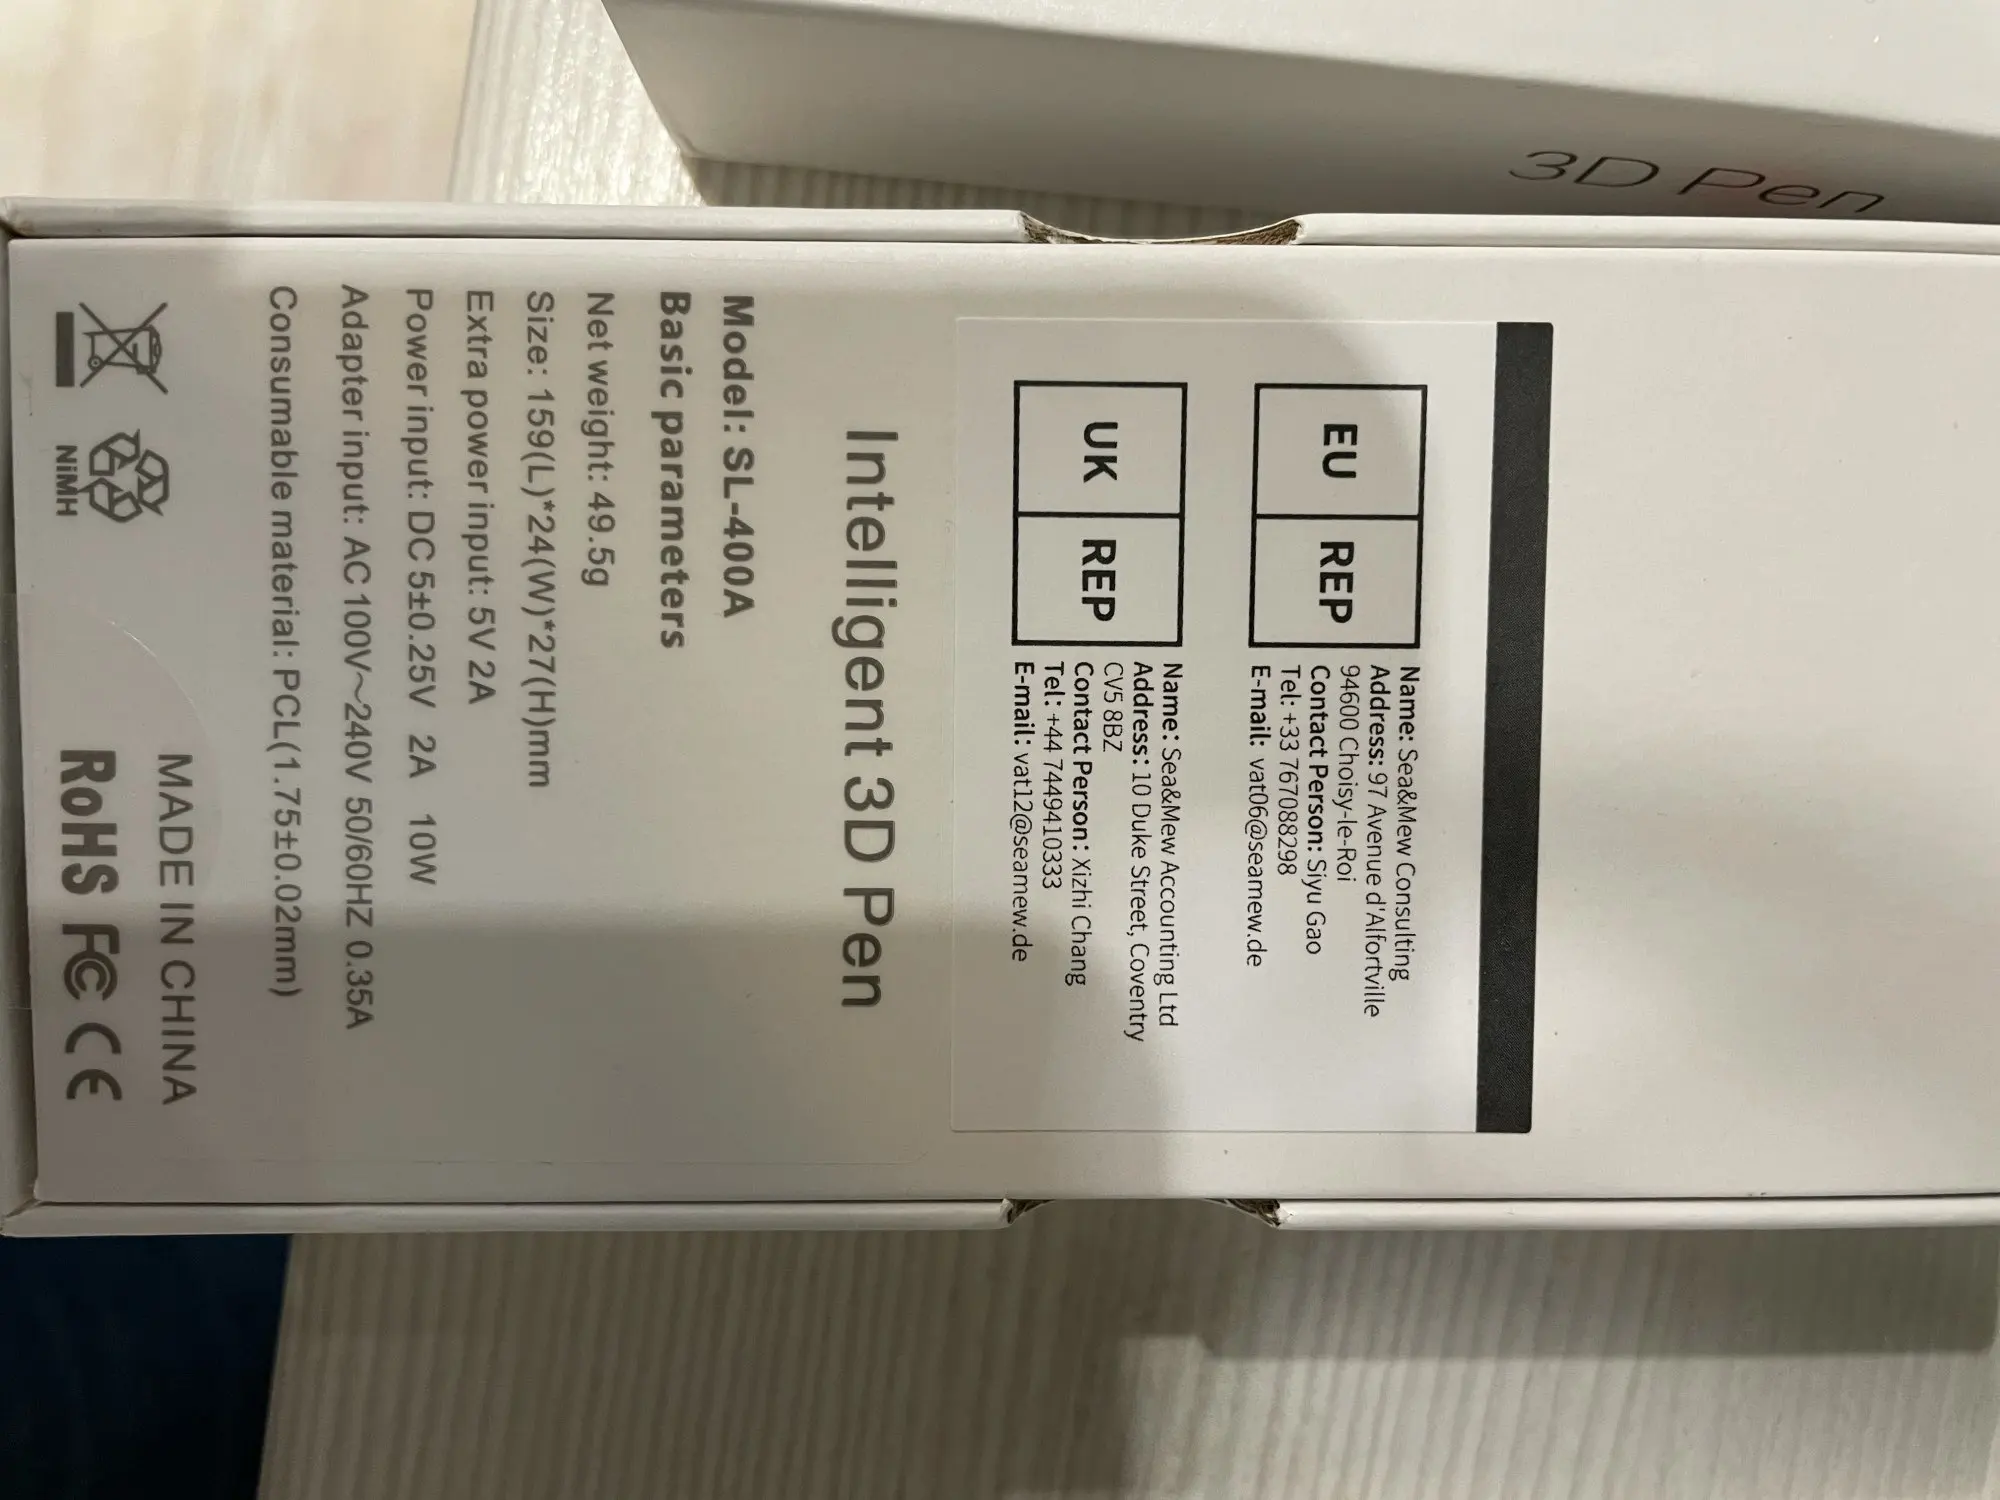 3D Pen
EU REP
Name: Sea&Mew Consulting
Address: 97 Avenue d'Alfortville
94600 Choisy-le-Roi
Contact Person: Siyu Gao
Tel: +33 767088298
E-mail: vat06@seamew.de
UK REP
Name: Sea&Mew Accounting Ltd
Address: 10 Duke Street, Coventry
CV5 8BZ
Contact Person: Xizhi Chang
Tel: +44 7449410333
E-mail: vat12@seamew.de
Intelligent 3D Pen
Model: SL-400A
Basic parameters
Net weight: 49.5g
Size: 159(L)*24(W)*27(H)mm
Extra power input: 5V 2A
Power input: DC 5±0.25V 2A 10W
Adapter input: AC 100V~240V 50/60HZ 0.35A
Consumable material: PCL(1.75±0.02mm)
NiMH
MADE IN CHINA
RoHS FC CE